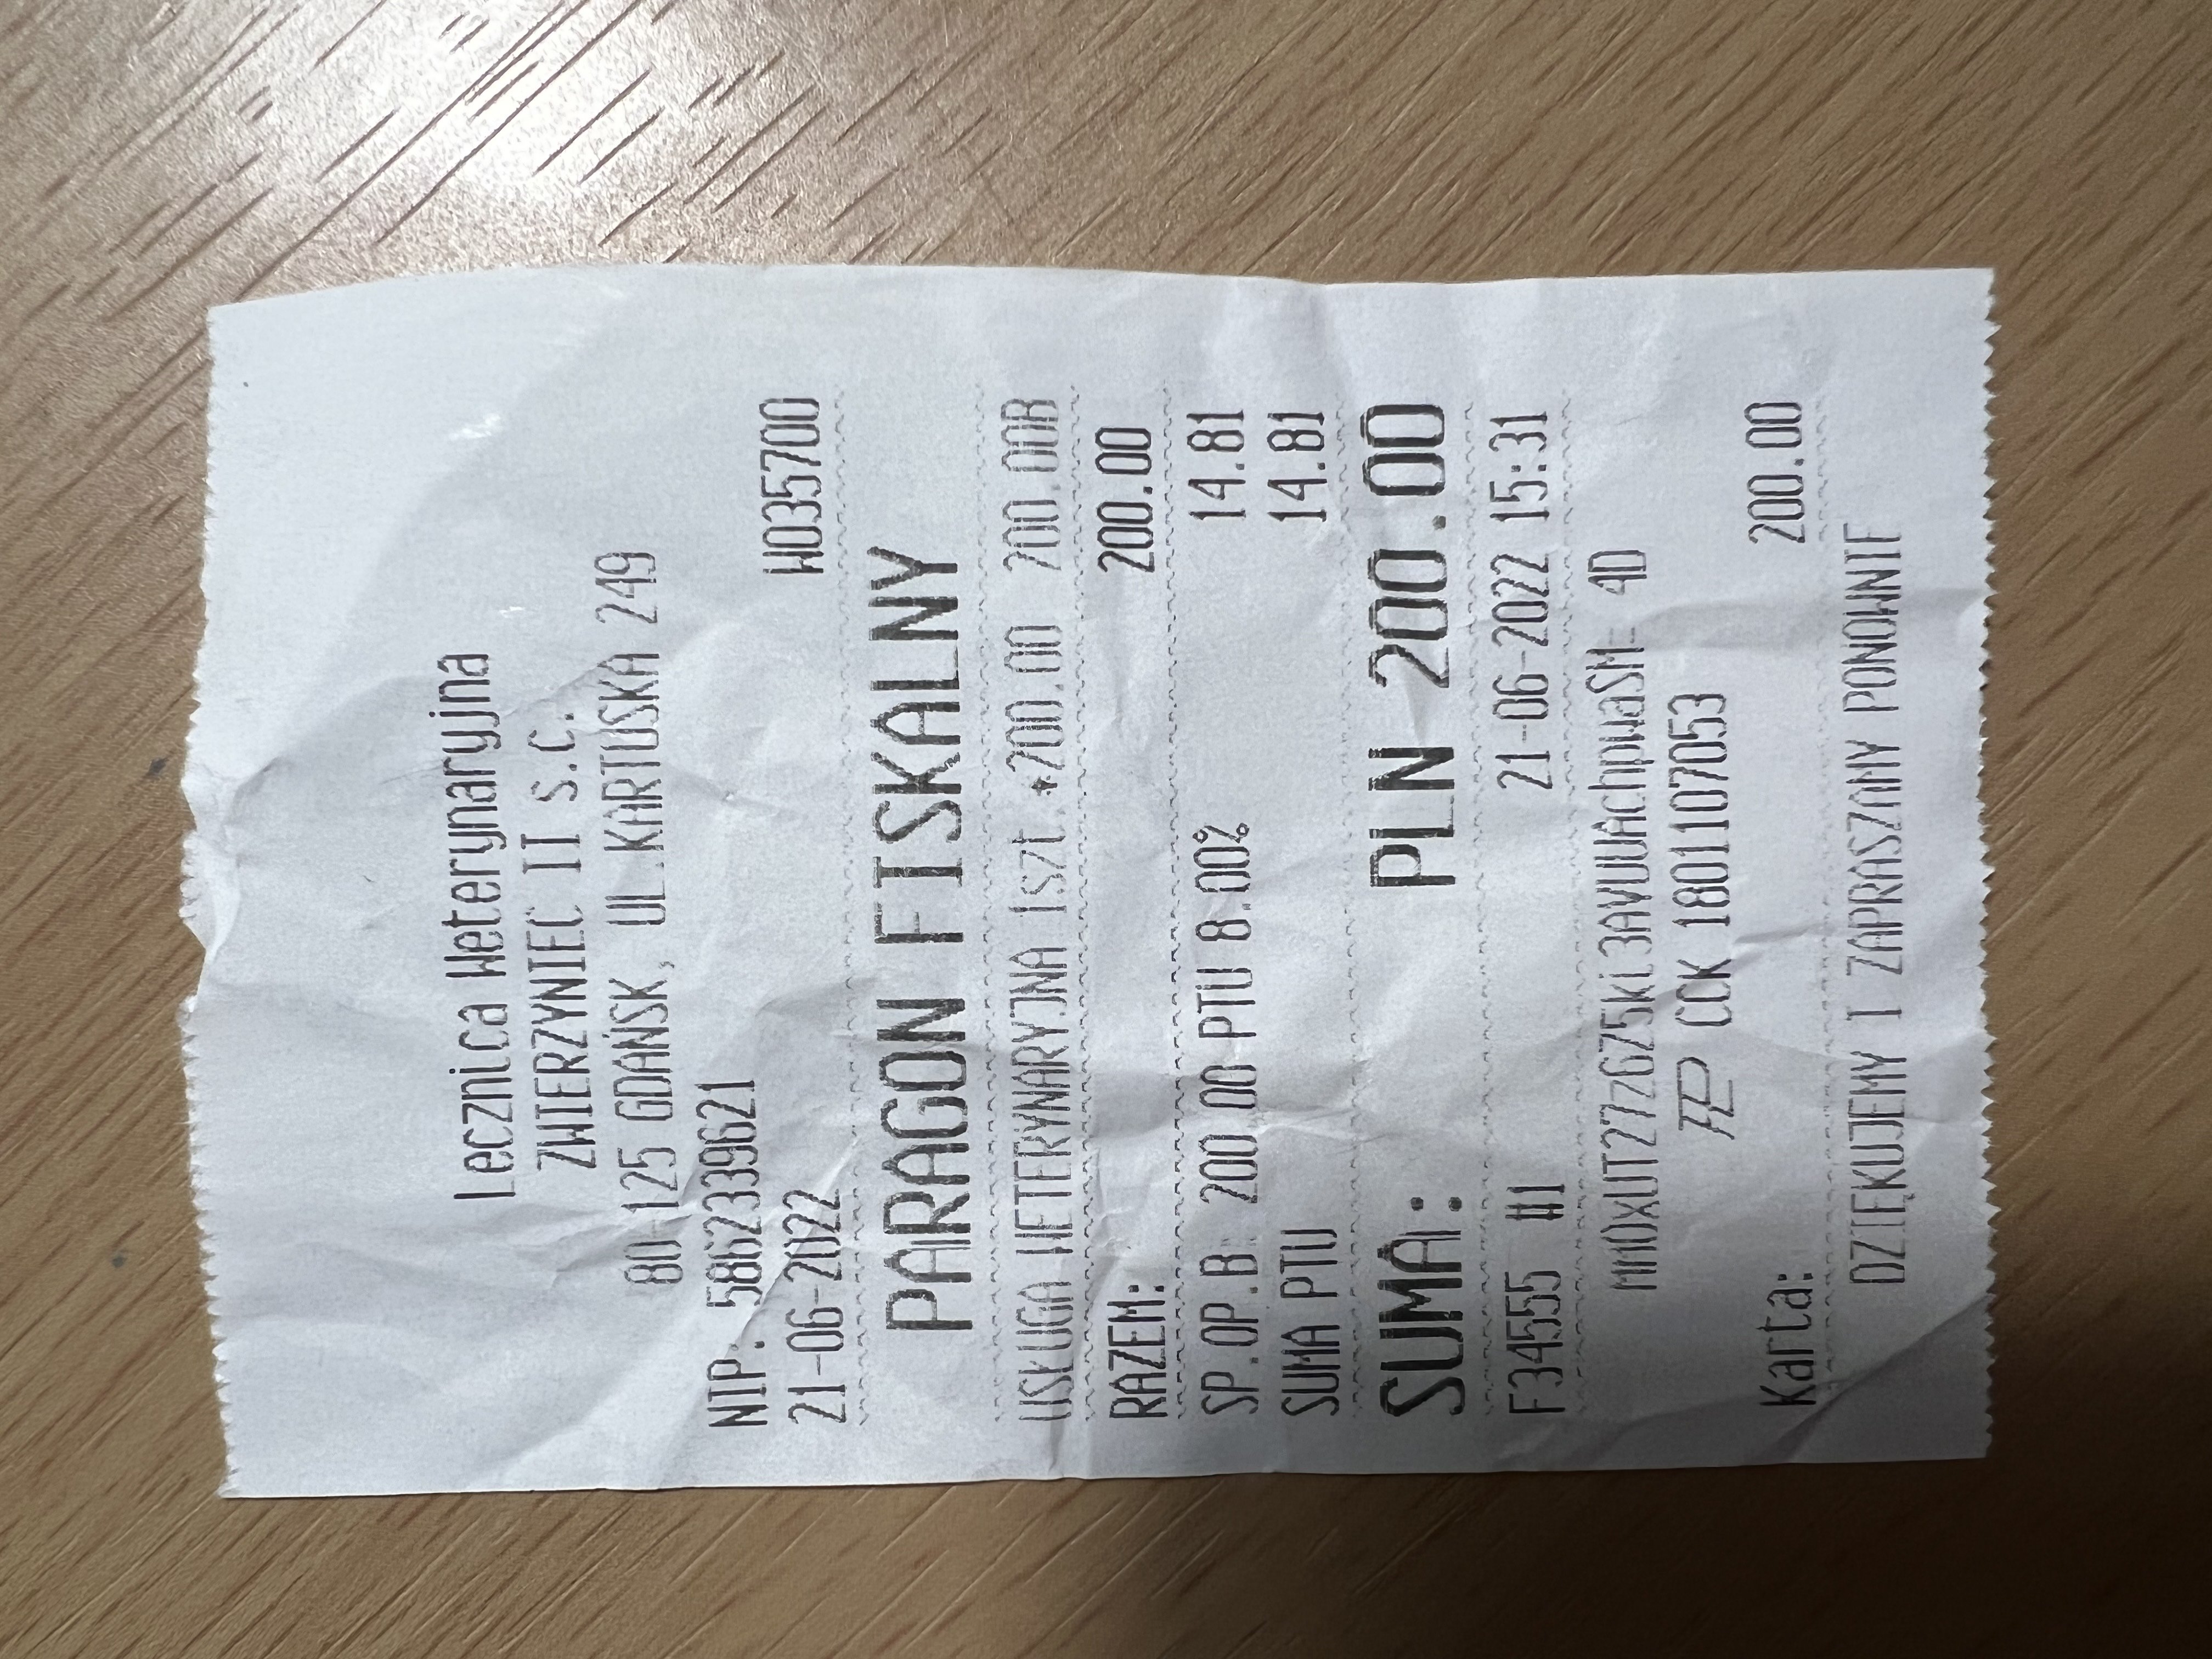 Lecznica Weterynaryjna
ZWIERZYNIEC II s.c.
80-125 GDAŃSK, UL.KARTUSKA 249
NIP: 5862339621
21-06-2022 W035700
PARAGON FISKALNY
USŁUGA WETERYNARYJNA 1szt.*200.00 200.00B
RAZEM: 200.00
SP.OP.B: 200.00 PTU 8.00% 14.81
SUMA PTU 14.81
SUMA: PLN 200.00
F34555 #1 21-06-2022 15:31
CCK 1801107053
Karta: 200.00
DZIĘKUJEMY I ZAPRASZAMY PONOWNIE